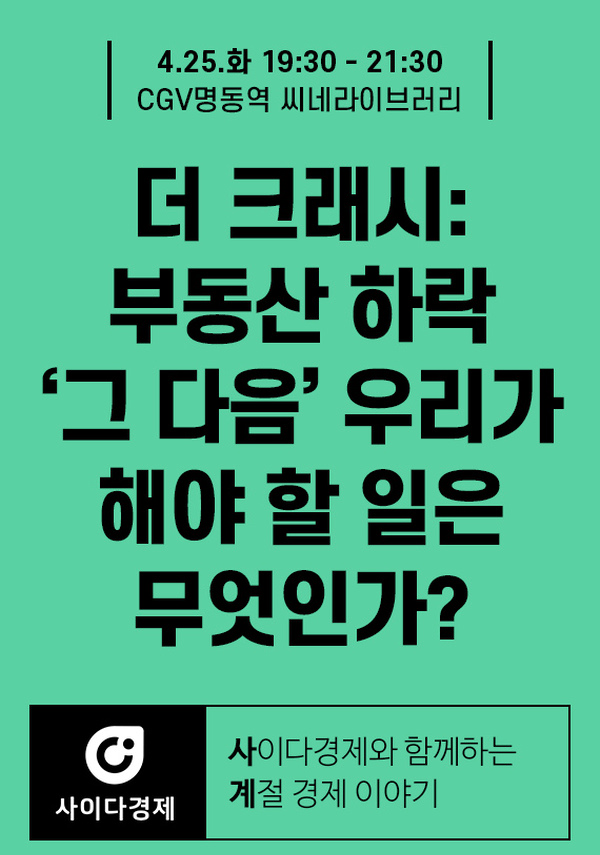 4.25.화 19:30 - 21:30
CGV명동역 씨네라이브러리
더 크래시:
부동산 하락
‘그 다음’ 우리가
해야 할 일은
무엇인가?
사이다경제
사이다경제와 함께하는
계절 경제 이야기